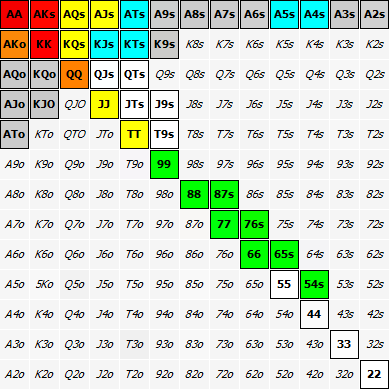 AA AKs AQs AJs ATs A9s A8s A7s A6s A5s A4s A3s A2s
AKo KK KQs KJs KTs K9s K8s K7s K6s K5s K4s K3s K2s
AQo KQo QQ QJs QTs Q9s Q8s Q7s Q6s Q5s Q4s Q3s Q2s
AJo KJO QJO JJ JTs J9s J8s J7s J6s J5s J4s J3s J2s
ATo KTo QTO JTo TT T9s T8s T7s T6s T5s T4s T3s T2s
A9o K9o Q9o J9o T9o 99 98s 97s 96s 95s 94s 93s 92s
A8o K8o Q8o J8o T8o 98o 88 87s 86s 85s 84s 83s 82s
A7o K7o Q7o J7o T7o 97o 87o 77 76s 75s 74s 73s 72s
A6o K6o Q6o J6o T6o 96o 86o 76o 66 65s 64s 63s 62s
A5o 5Ko Q5o J5o T5o 95o 85o 75o 65o 55 54s 53s 52s
A4o K4o Q4o J4o T4o 94o 84o 74o 64o 54o 44 43s 42s
A3o K3o Q3o J3o T3o 93o 83o 73o 63o 53o 43o 33 32s
A2o K2o Q2o J2o T2o 92o 82o 72o 62o 52o 42o 32o 22